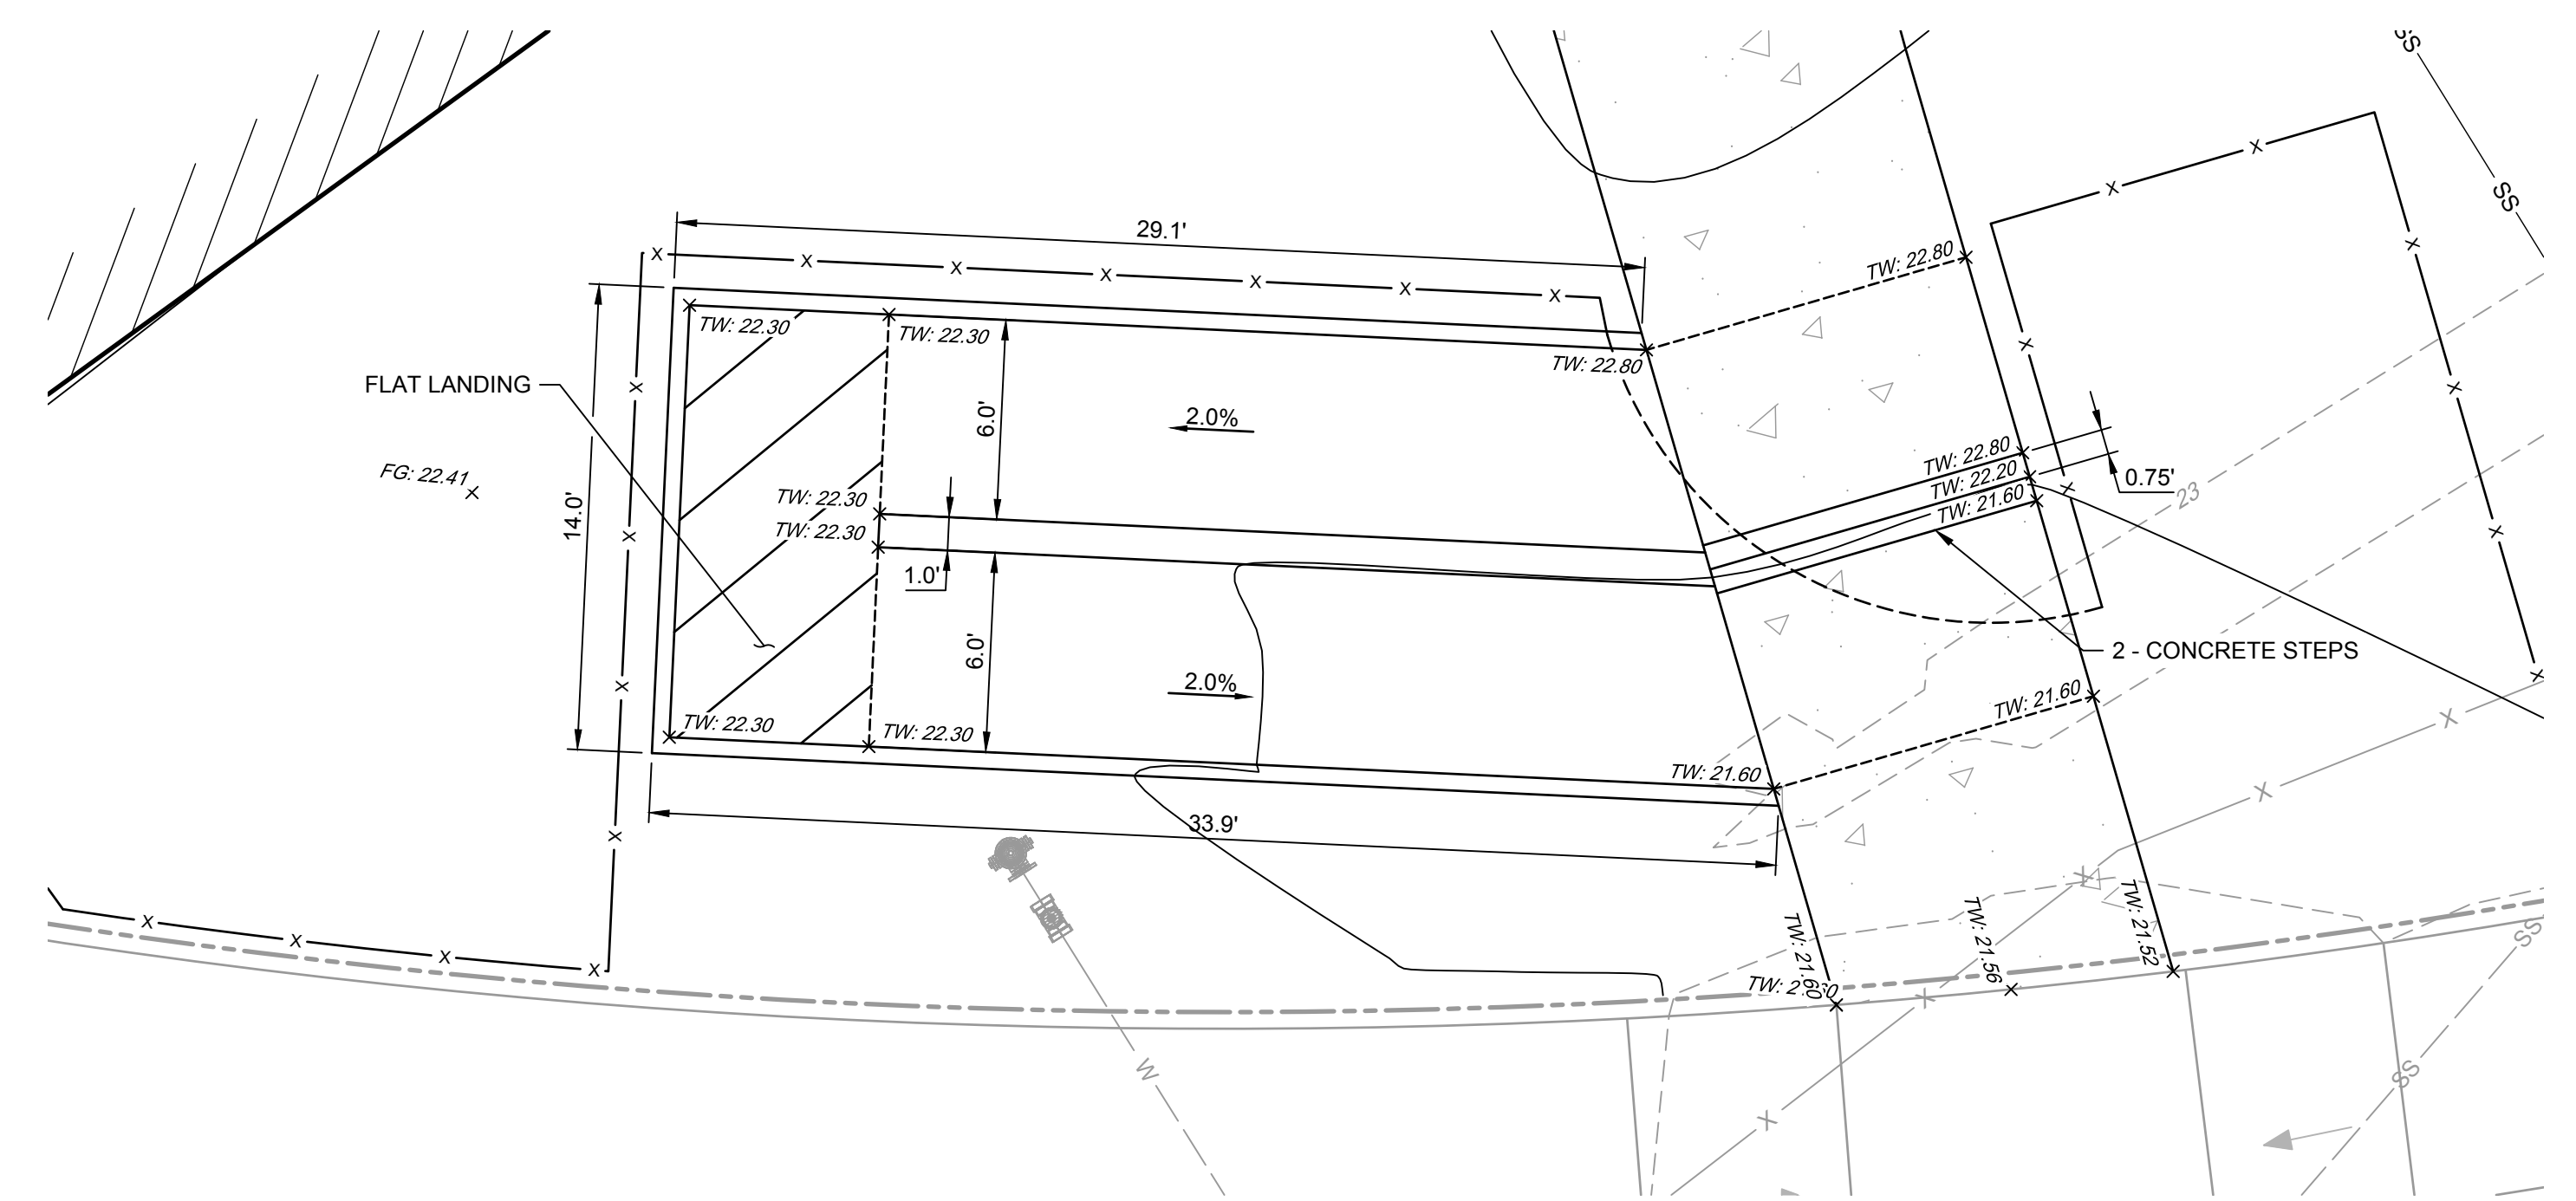 SS
29.1'
TW: 22.80
SS
TW: 22.30
TW: 22.30
TW: 22.80
FLAT LANDING
6.0'
2.0%
TW: 22.80
TW: 22.20
TW: 21.60
0.75'
23
FG: 22.41
14.0'
TW: 22.30
TW: 22.30
1.0'
6.0'
2.0%
2 - CONCRETE STEPS
TW: 21.60
TW: 22.30
TW: 22.30
TW: 21.60
33.9'
TW: 21.60
TW: 21.56
TW: 21.52
SS
W
SS